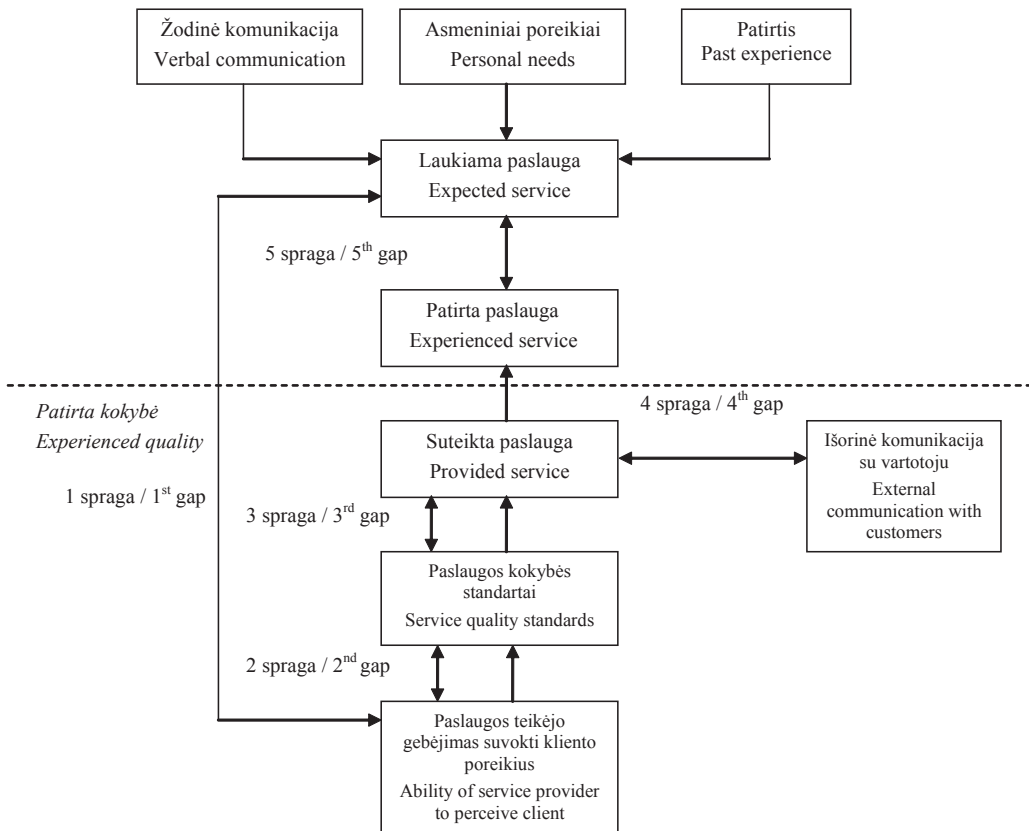 Žodinė komunikacija
Verbal communication
Asmeniniai poreikiai
Personal needs
Patirtis
Past experience
Laukiama paslauga
Expected service
5 spraga / 5th gap
Patirta paslauga
Experienced service
4 spraga / 4th gap
Patirta kokybė
Experienced quality
Suteikta paslauga
Provided service
Išorinė komunikacija
su vartotoju
External
communication with
customers
1 spraga / 1st gap
3 spraga / 3rd gap
Paslaugos kokybės
standartai
Service quality standards
2 spraga / 2nd gap
Paslaugos teikėjo
gebėjimas suvokti kliento
poreikius
Ability of service provider
to perceive client